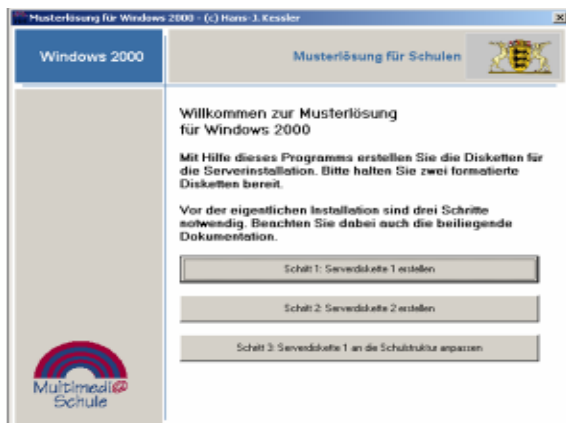 Musterlösung für Windows 2000 - (c) Hans-J. Kessler
Windows 2000
Musterlösung für Schulen
Willkommen zur Musterlösung
für Windows 2000
Mit Hilfe dieses Programms erstellen Sie die Disketten für
die Serverinstallation. Bitte halten Sie zwei formatierte
Disketten bereit.
Vor der eigentlichen Installation sind drei Schritte
notwendig. Beachten Sie dabei auch die beiliegende
Dokumentation.
Schritt 1: Serverdiskette 1 erstellen
Schritt 2: Serverdiskette 2 erstellen
Schritt 3: Serverdiskette 1 an die Schulstruktur anpassen
Multimedi@
Schule